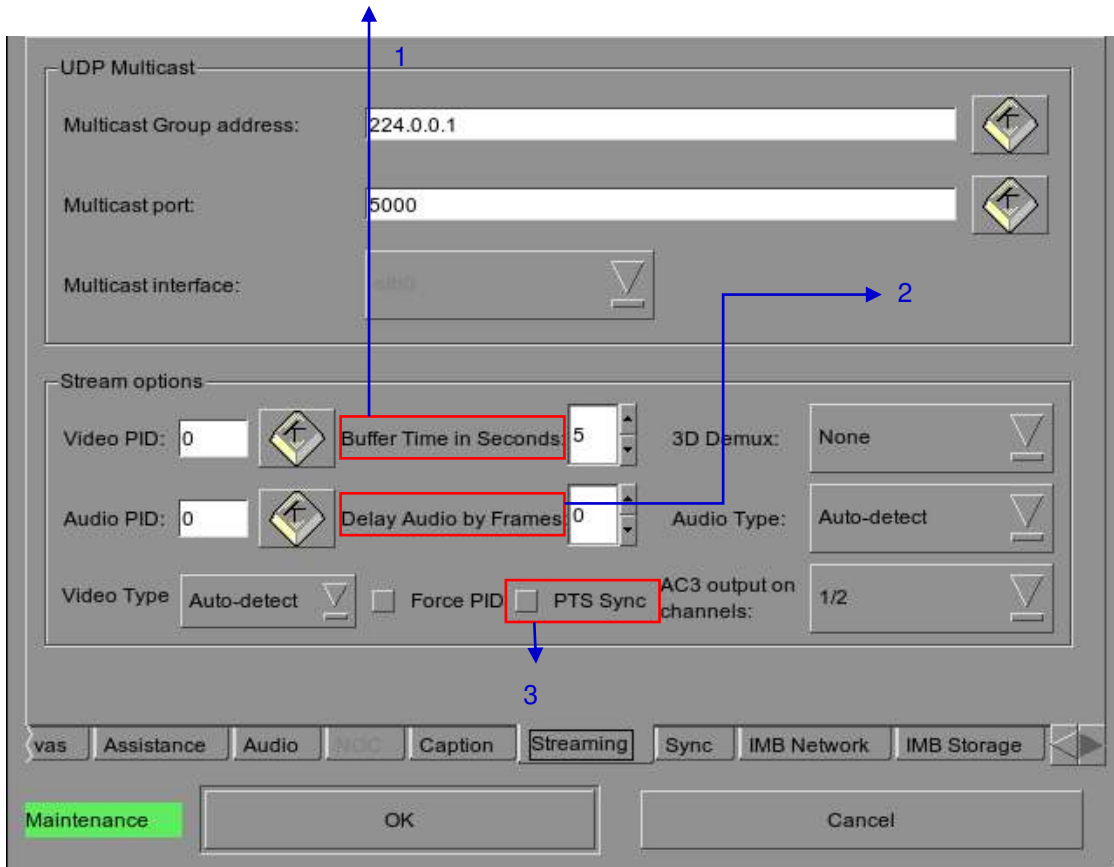 1
UDP Multicast
Multicast Group address:
224.0.0.1
Multicast port:
5000
Multicast interface:
eth0
2
Stream options
Video PID: 0
Buffer Time in Seconds: 5
3D Demux: None
Audio PID: 0
Delay Audio by Frames: 0
Audio Type: Auto-detect
Video Type Auto-detect
Force PID
PTS Sync
AC3 output on
channels:
1/2
3
vas Assistance Audio NOC Caption Streaming Sync IMB Network IMB Storage
Maintenance
OK
Cancel